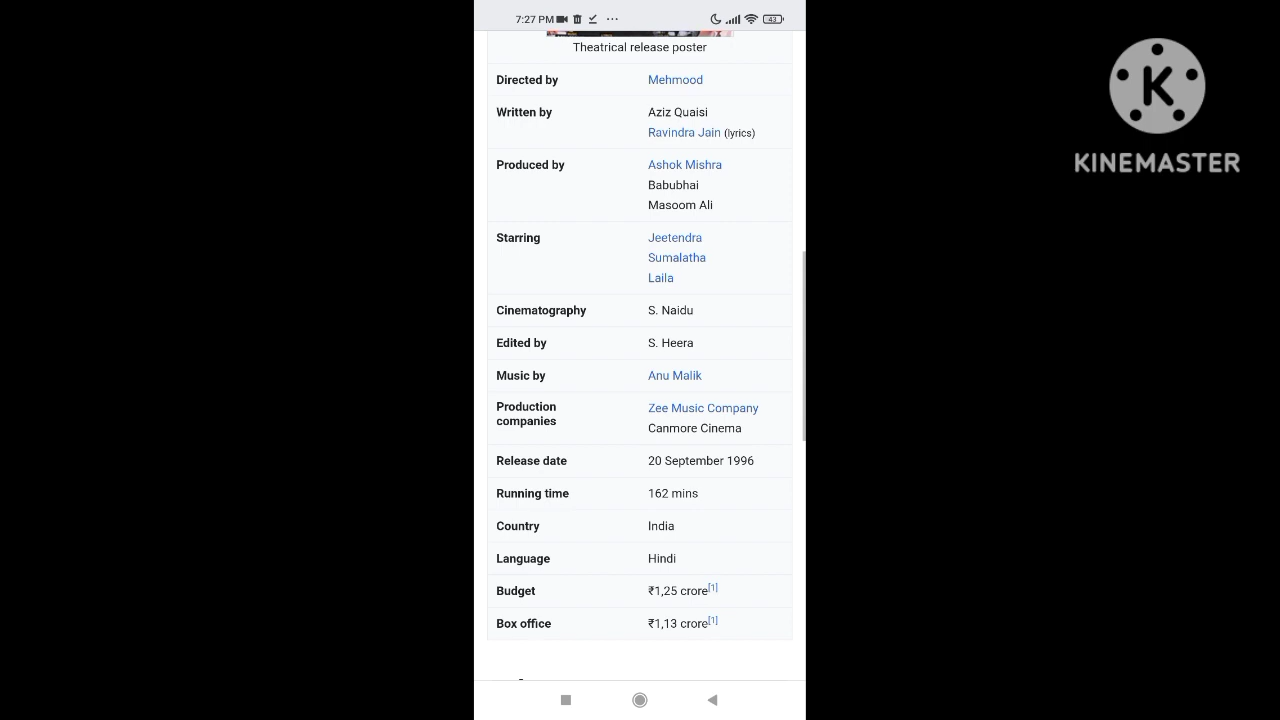 7:27 PM
43
Theatrical release poster
Directed by Mehmood
Written by Aziz Quaisi
Ravindra Jain (lyrics)
Produced by Ashok Mishra
Babubhai
Masoom Ali
Starring Jeetendra
Sumalatha
Laila
Cinematography S. Naidu
Edited by S. Heera
Music by Anu Malik
Production companies Zee Music Company
Canmore Cinema
Release date 20 September 1996
Running time 162 mins
Country India
Language Hindi
Budget ₹1,25 crore[1]
Box office ₹1,13 crore[1]
K
KINEMASTER